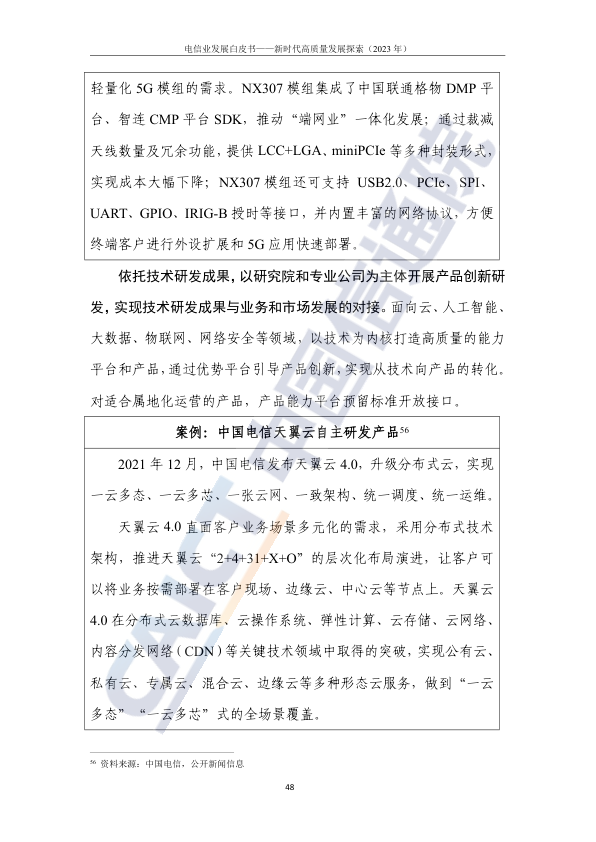 电信业发展白皮书——新时代高质量发展探索（2023 年）
轻量化 5G 模组的需求。NX307 模组集成了中国联通格物 DMP 平
台、智连 CMP 平台 SDK，推动“端网业”一体化发展；通过裁减
天线数量及冗余功能，提供 LCC+LGA、miniPCIe 等多种封装形式，
实现成本大幅下降；NX307 模组还可支持 USB2.0、PCIe、SPI、
UART、GPIO、IRIG-B 授时等接口，并内置丰富的网络协议，方便
终端客户进行外设扩展和 5G 应用快速部署。
依托技术研发成果，以研究院和专业公司为主体开展产品创新研
发，实现技术研发成果与业务和市场发展的对接。面向云、人工智能、
大数据、物联网、网络安全等领域，以技术为内核打造高质量的能力
平台和产品，通过优势平台引导产品创新，实现从技术向产品的转化。
对适合属地化运营的产品，产品能力平台预留标准开放接口。
案例：中国电信天翼云自主研发产品56
2021 年 12 月，中国电信发布天翼云 4.0，升级分布式云，实现
一云多态、一云多芯、一张云网、一致架构、统一调度、统一运维。
天翼云 4.0 直面客户业务场景多元化的需求，采用分布式技术
架构，推进天翼云“2+4+31+X+O”的层次化布局演进，让客户可
以将业务按需部署在客户现场、边缘云、中心云等节点上。天翼云
4.0 在分布式云数据库、云操作系统、弹性计算、云存储、云网络、
内容分发网络（CDN）等关键技术领域中取得的突破，实现公有云、
私有云、专属云、混合云、边缘云等多种形态云服务，做到“一云
多态”“一云多芯”式的全场景覆盖。
56 资料来源：中国电信，公开新闻信息
48
CAICT 中国信通院